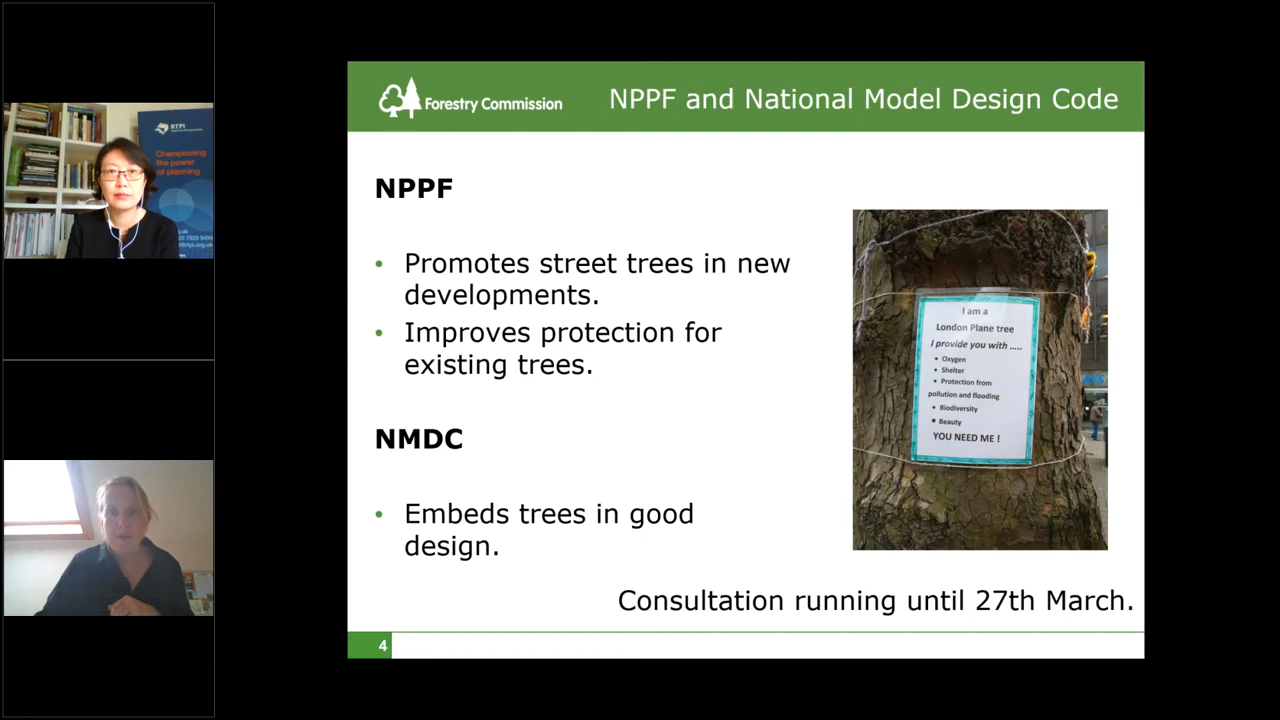 RTPI
Championing
the power
of planning
Forestry Commission
NPPF and National Model Design Code
NPPF
• Promotes street trees in new
developments.
• Improves protection for
existing trees.
NMDC
• Embeds trees in good
design.
I am a
London Plane tree
I provide you with .....
• Oxygen
• Shelter
• Protection from
pollution and flooding
• Biodiversity
• Beauty
YOU NEED ME !
Consultation running until 27th March.
4